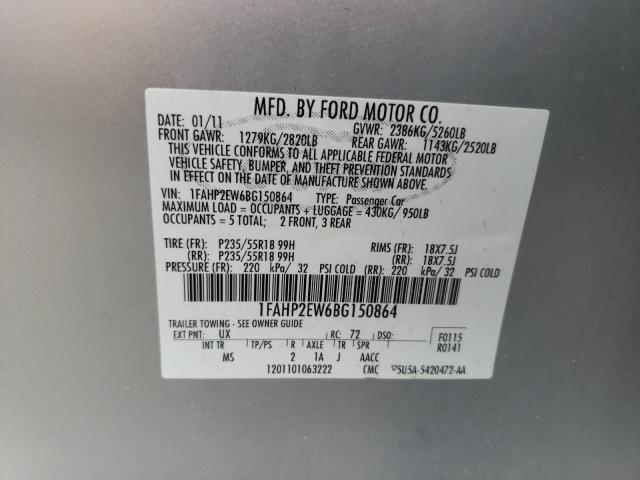 MFD. BY FORD MOTOR CO.
DATE: 01/11 GVWR: 2386KG/5260LB
FRONT GAWR: 1279KG/2820LB REAR GAWR: 1143KG/2520LB
THIS VEHICLE CONFORMS TO ALL APPLICABLE FEDERAL MOTOR
VEHICLE SAFETY, BUMPER, AND THEFT PREVENTION STANDARDS
IN EFFECT ON THE DATE OF MANUFACTURE SHOWN ABOVE.
VIN: 1FAHP2EW6BG150864 TYPE: Passenger Car
MAXIMUM LOAD = OCCUPANTS + LUGGAGE = 430KG/ 950LB
OCCUPANTS = 5 TOTAL; 2 FRONT, 3 REAR
TIRE (FR): P235/55R18 99H RIMS (FR): 18X7.5J
(RR): P235/55R18 99H (RR): 18X7.5J
PRESSURE (FR): 220 kPa/ 32 PSI COLD (RR): 220 kPa/ 32 PSI COLD
1FAHP2EW6BG150864
TRAILER TOWING - SEE OWNER GUIDE
EXT PNT: UX RC: 72 DSO: F0115
INT TR TP/PS R AXLE TR SPR R0141
MS 2 1A J AACC
1201101063222 CMC 5U5A-5420472-AA